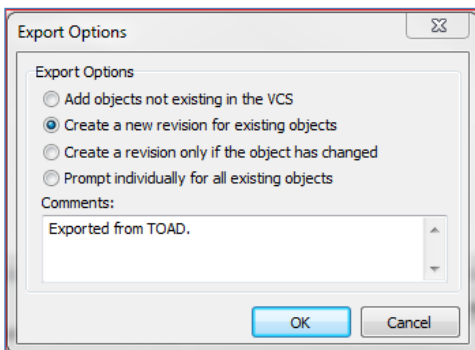 Export Options
Export Options
Add objects not existing in the VCS
Create a new revision for existing objects
Create a revision only if the object has changed
Prompt individually for all existing objects
Comments:
Exported from TOAD.
OK Cancel